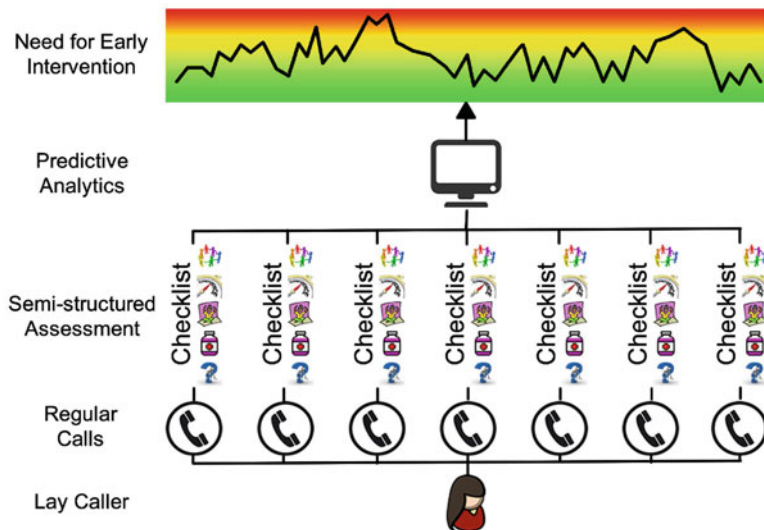 Need for Early
Intervention
Predictive
Analytics
Semi-structured
Assessment
Checklist
Checklist
Checklist
Checklist
Checklist
Checklist
Checklist
Regular
Calls
Lay Caller